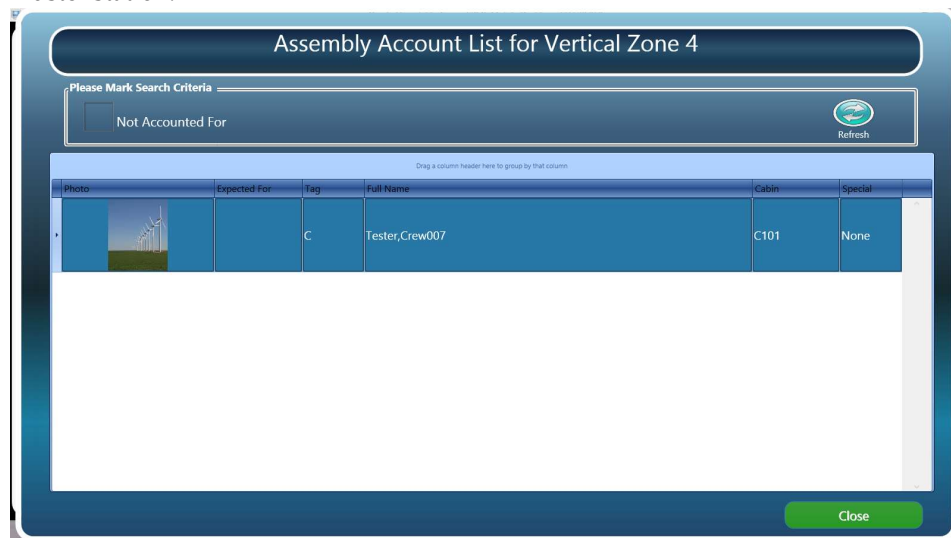 Assembly Account List for Vertical Zone 4
Please Mark Search Criteria
Not Accounted For
Refresh
Drag a column header here to group by that column
Photo Expected For Tag Full Name Cabin Special
C Tester,Crew007 C101 None
Close